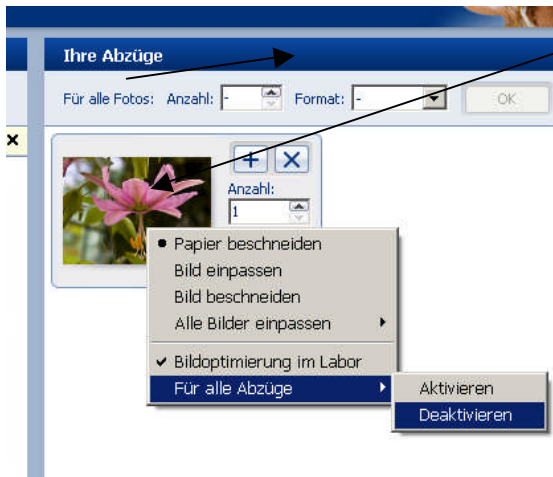 Ihre Abzüge
Für alle Fotos: Anzahl: - Format: - OK
Anzahl:
1
Papier beschneiden
Bild einpassen
Bild beschneiden
Alle Bilder einpassen
Bildoptimierung im Labor
Für alle Abzüge
Aktivieren
Deaktivieren